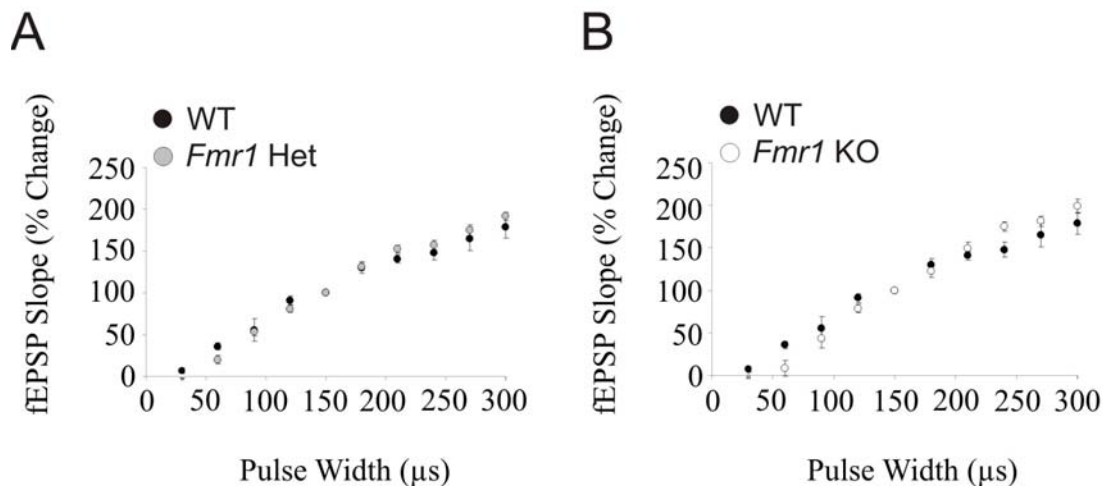 A
fEPSP Slope (% Change)
WT
Fmr1 Het
250
200
150
100
50
0
0 50 100 150 200 250 300
Pulse Width (µs)
B
fEPSP Slope (% Change)
WT
Fmr1 KO
250
200
150
100
50
0
0 50 100 150 200 250 300
Pulse Width (µs)